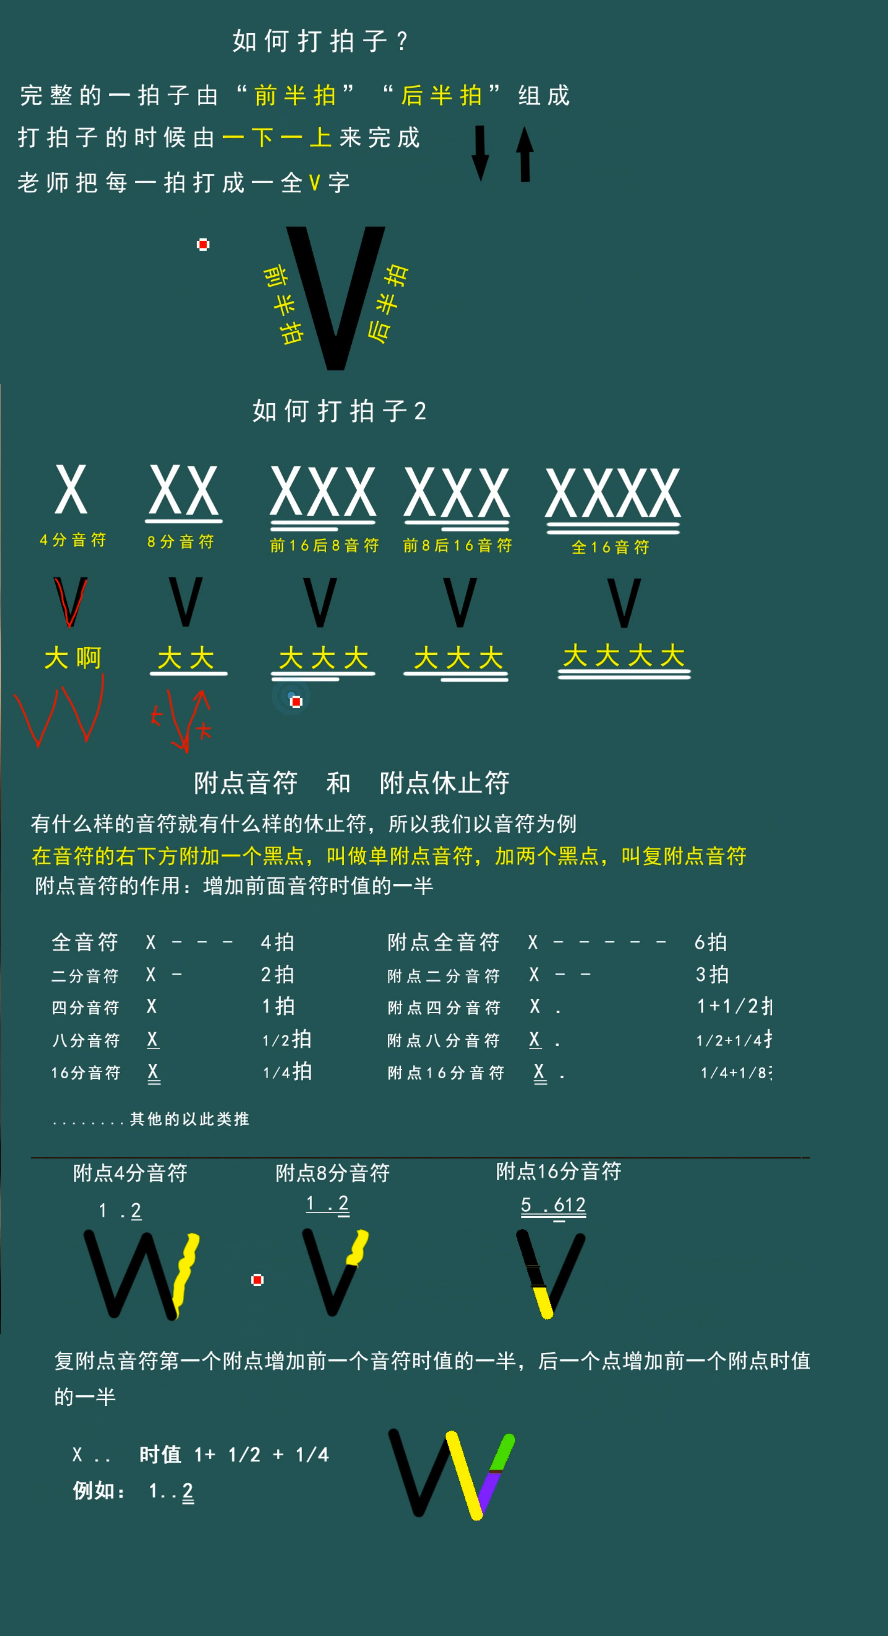 如何打拍子?
完整的一拍子由“前半拍”“后半拍”组成
打拍子的时候由一下一上来完成
老师把每一拍打成一全V字
前半拍 后半拍
如何打拍子2
X XX XXX XXX XXXX
4分音符 8分音符 前16后8音符 前8后16音符 全16音符
大啊 大大 大大大 大大大 大大大大
大 大
附点音符 和 附点休止符
有什么样的音符就有什么样的休止符，所以我们以音符为例
在音符的右下方附加一个黑点，叫做单附点音符，加两个黑点，叫复附点音符
附点音符的作用：增加前面音符时值的一半
全音符 X - - - 4拍 附点全音符 X - - - - - 6拍
二分音符 X - 2拍 附点二分音符 X - - 3拍
四分音符 X 1拍 附点四分音符 X . 1+1/2
八分音符 X 1/2拍 附点八分音符 X . 1/2+1/4
16分音符 X 1/4拍 附点16分音符 X . 1/4+1/8
........其他的以此类推
附点4分音符 附点8分音符 附点16分音符
1 .2 1 .2 5 .612
复附点音符第一个附点增加前一个音符时值的一半，后一个点增加前一个附点时值
的一半
X .. 时值 1+ 1/2 + 1/4
例如： 1..2